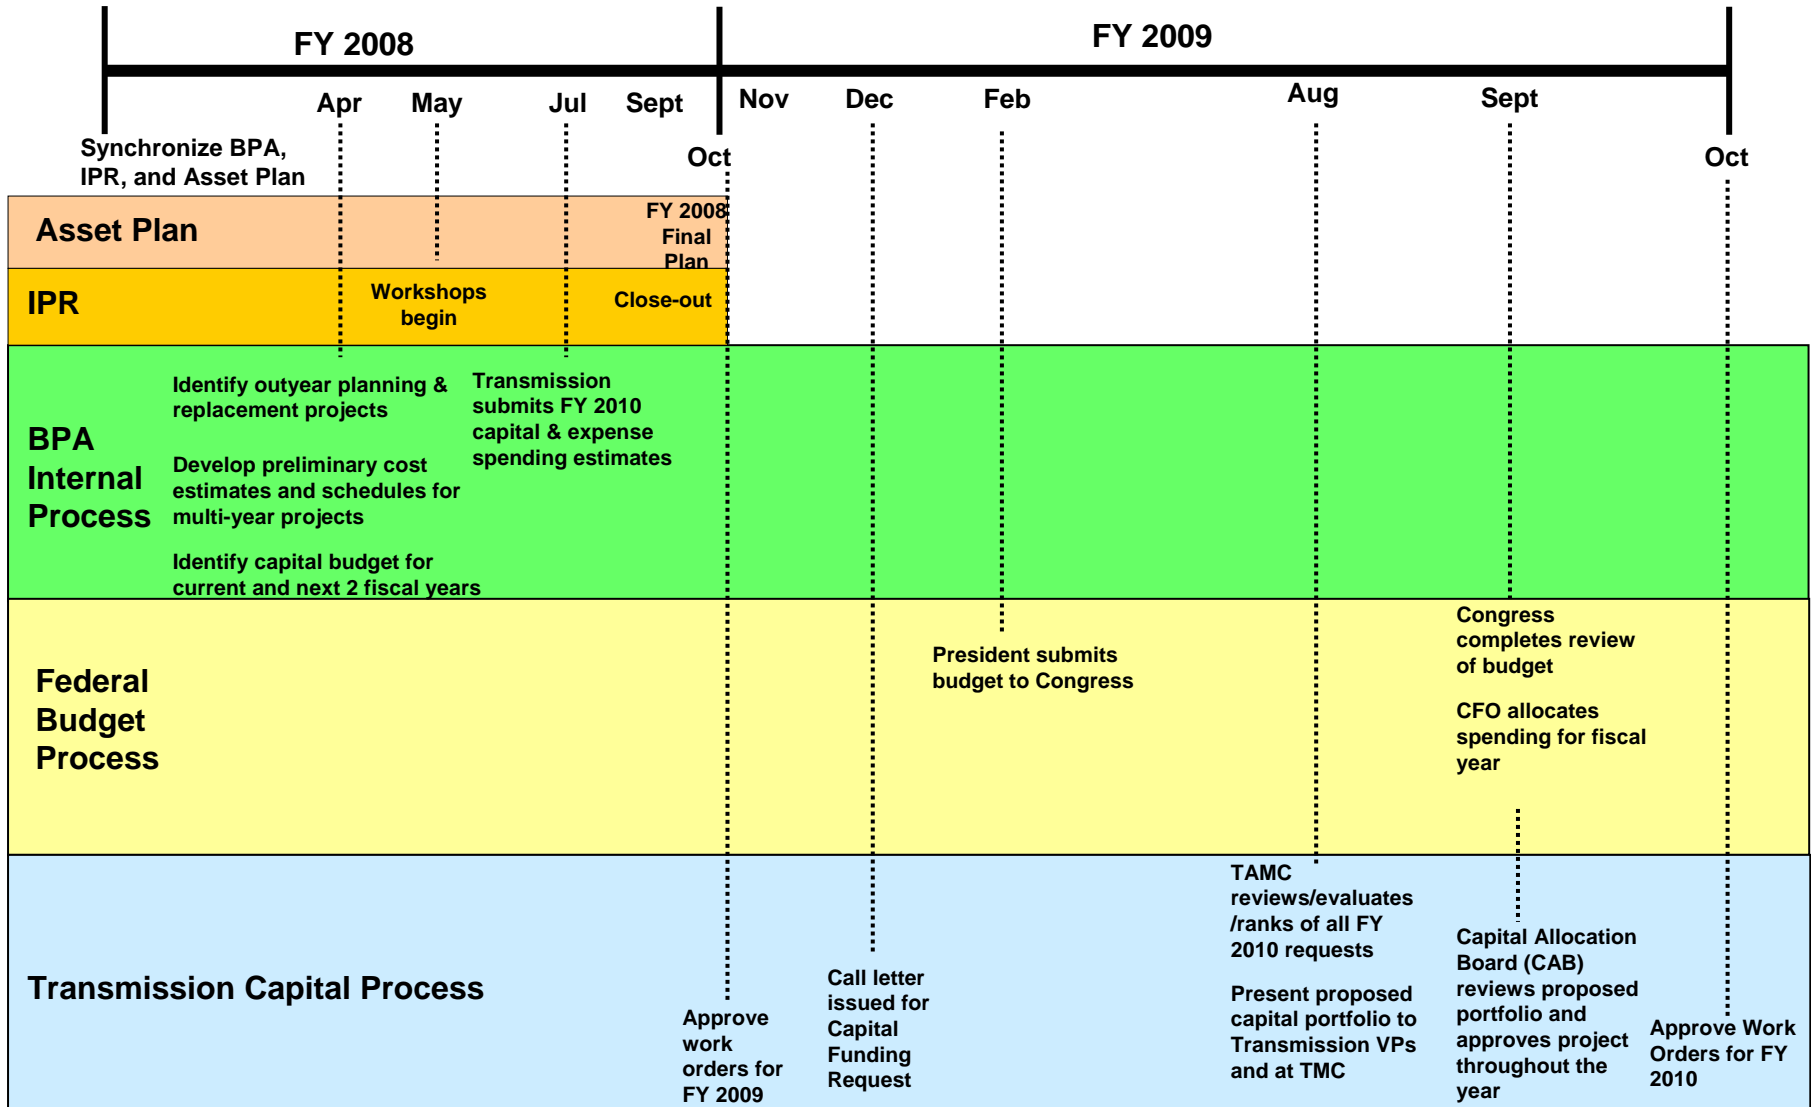 FY 2008
FY 2009
Apr
May
Jul
Sept
Nov
Dec
Feb
Aug
Sept
Oct
Oct
Synchronize BPA,
IPR, and Asset Plan
Asset Plan
FY 2008
Final
Plan
IPR
Workshops
begin
Close-out
BPA
Internal
Process
Identify outyear planning &
replacement projects
Develop preliminary cost
estimates and schedules for
multi-year projects
Identify capital budget for
current and next 2 fiscal years
Transmission
submits FY 2010
capital & expense
spending estimates
Federal
Budget
Process
President submits
budget to Congress
Congress
completes review
of budget
CFO allocates
spending for fiscal
year
Transmission Capital Process
Approve
work
orders for
FY 2009
Call letter
issued for
Capital
Funding
Request
TAMC
reviews/evaluates
/ranks of all FY
2010 requests
Present proposed
capital portfolio to
Transmission VPs
and at TMC
Capital Allocation
Board (CAB)
reviews proposed
portfolio and
approves project
throughout the
year
Approve Work
Orders for FY
2010